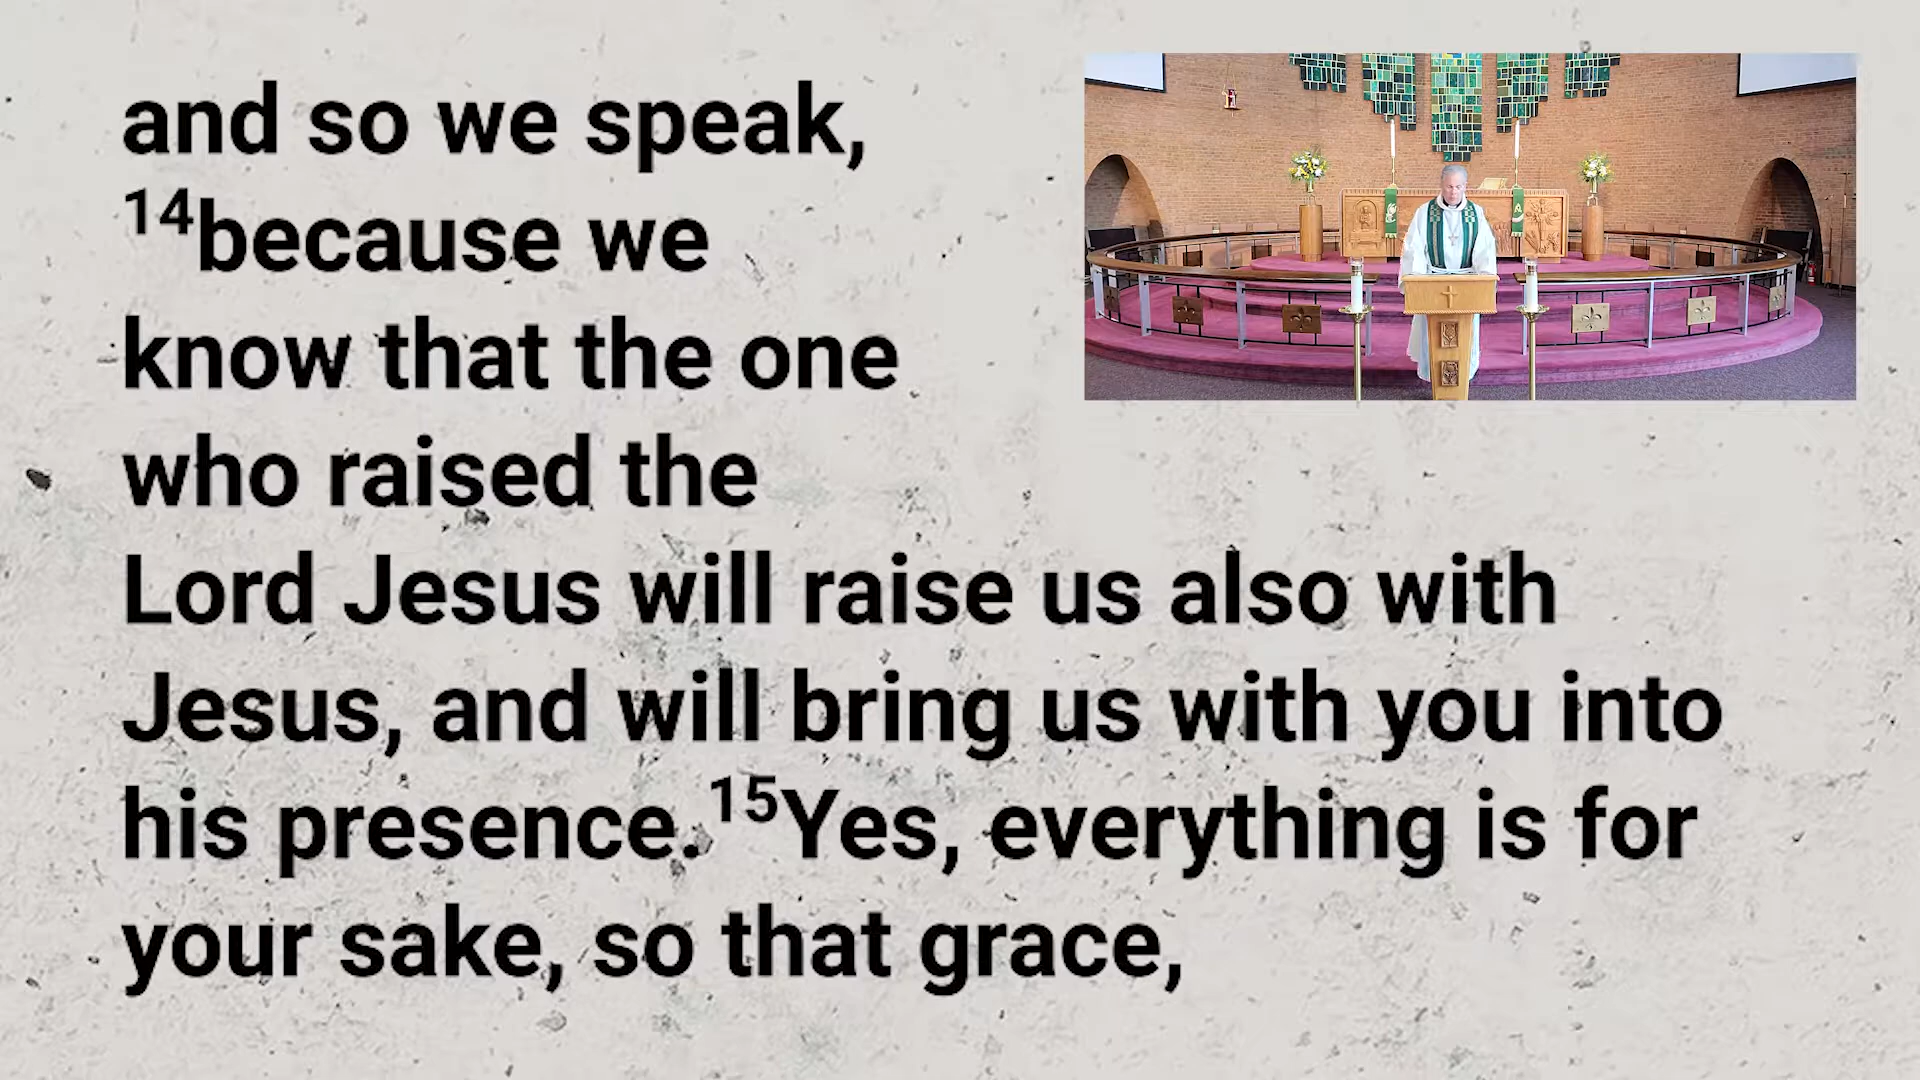 and so we speak,
14because we
know that the one
who raised the
Lord Jesus will raise us also with
Jesus, and will bring us with you into
his presence. 15Yes, everything is for
your sake, so that grace,